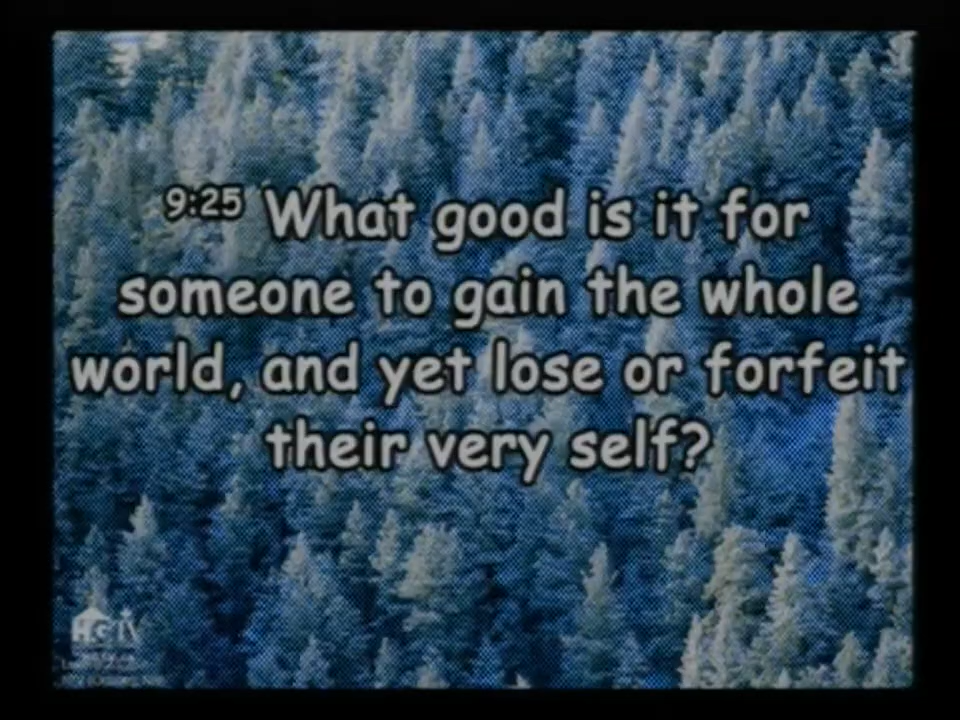 9:25 What good is it for
someone to gain the whole
world, and yet lose or forfeit
their very self?
HGTV